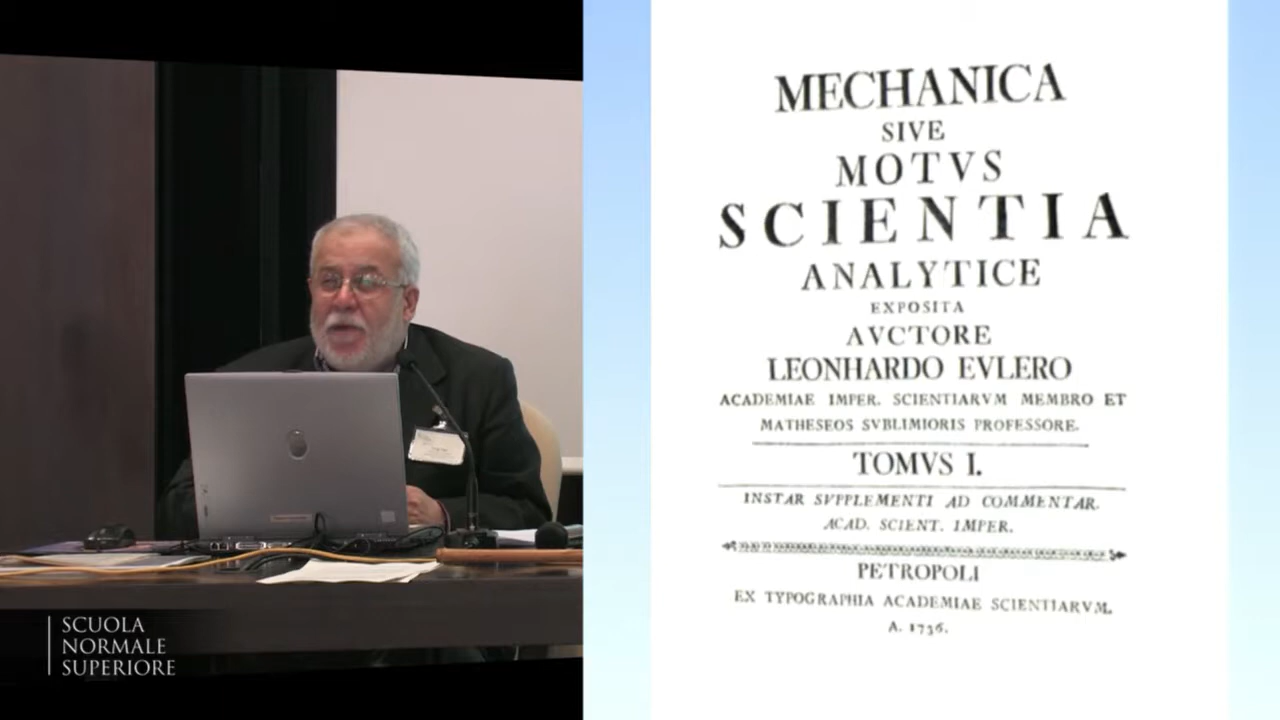 MECHANICA
SIVE
MOTVS
SCIENTIA
ANALYTICE
EXPOSITA
AVCTORE
LEONHARDO EVLERO
ACADEMIAE IMPER. SCIENTIARVM MEMBRO ET
MATHESEOS SVBLIMIORIS PROFESSORE.
TOMVS I.
INSTAR SVPPLEMENTI AD COMMENTAR.
ACAD. SCIENT. IMPER.
PETROPOLI
EX TYPOGRAPHIA ACADEMIAE SCIENTIARVM.
A. 1736.
SCUOLA
NORMALE
SUPERIORE